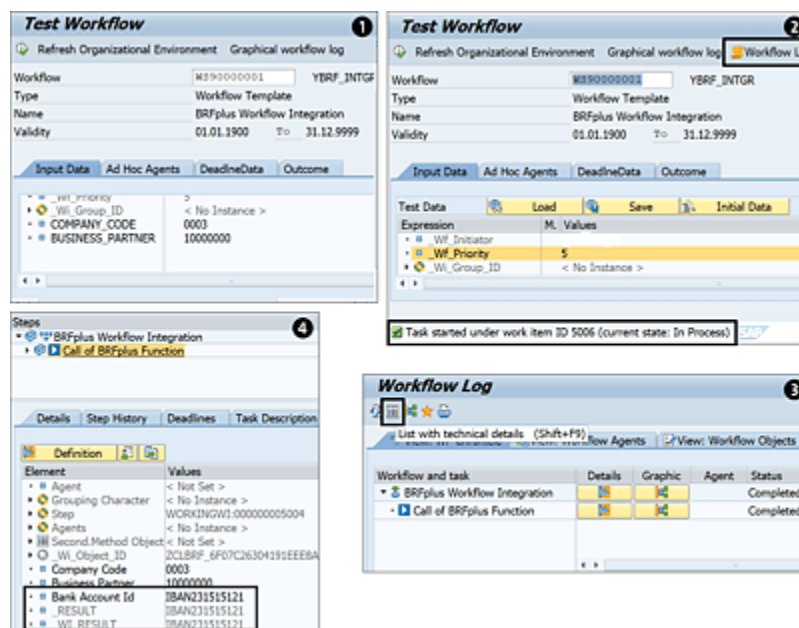 Test Workflow
1
Refresh Organizational Environment Graphical workflow log
Workflow WS90000001 YBRF_INTGR
Type Workflow Template
Name BRFplus Workflow Integration
Validity 01.01.1900 To 31.12.9999
Input Data Ad Hoc Agents DeadlneData Outcome
_Wf_Priority 5
_Wi_Group_ID < No Instance >
COMPANY_CODE 0003
BUSINESS_PARTNER 10000000
Test Workflow
2
Refresh Organizational Environment Graphical workflow log Workflow L
Workflow WS90000001 YBRF_INTGR
Type Workflow Template
Name BRFplus Workflow Integration
Validity 01.01.1900 To 31.12.9999
Input Data Ad Hoc Agents DeadlneData Outcome
Test Data Load Save Initial Data
Expression M. Values
_Wf_Initiator
_Wf_Priority 5
_Wi_Group_ID < No Instance >
Task started under work item ID 5006 (current state: In Process)
SAP
Workflow Log
3
List with technical details (Shift+F9)
flow Agents View: Workflow Objects
Workflow and task Details Graphic Agent Status
BRFplus Workflow Integration Completed
Call of BRFplus Function Completed
Steps
4
BRFplus Workflow Integration
Call of BRFplus Function
Details Step History Deadlines Task Description
Definition
Element Values
Agent < Not Set >
Grouping Character < No Instance >
Step WORKINGWI:000000005004
Agents < No Instance >
Second.Method Object < Not Set >
_Wi_Object_ID ZCLBRF_6F07C26304191EEE8A
Company Code 0003
Business Partner 10000000
Bank Account Id IBAN231515121
_RESULT IBAN231515121
_WI_RESULT IBAN231515121